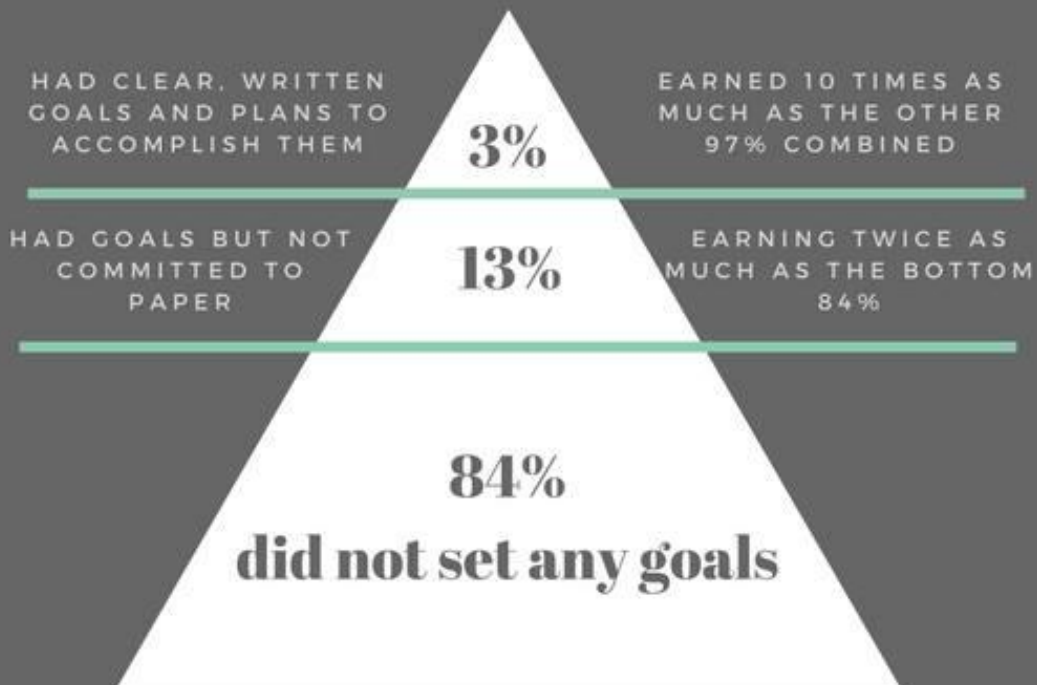 HAD CLEAR, WRITTEN
GOALS AND PLANS TO
ACCOMPLISH THEM
3%
EARNED 10 TIMES AS
MUCH AS THE OTHER
97% COMBINED
HAD GOALS BUT NOT
COMMITTED TO
PAPER
13%
EARNING TWICE AS
MUCH AS THE BOTTOM
84%
84%
did not set any goals